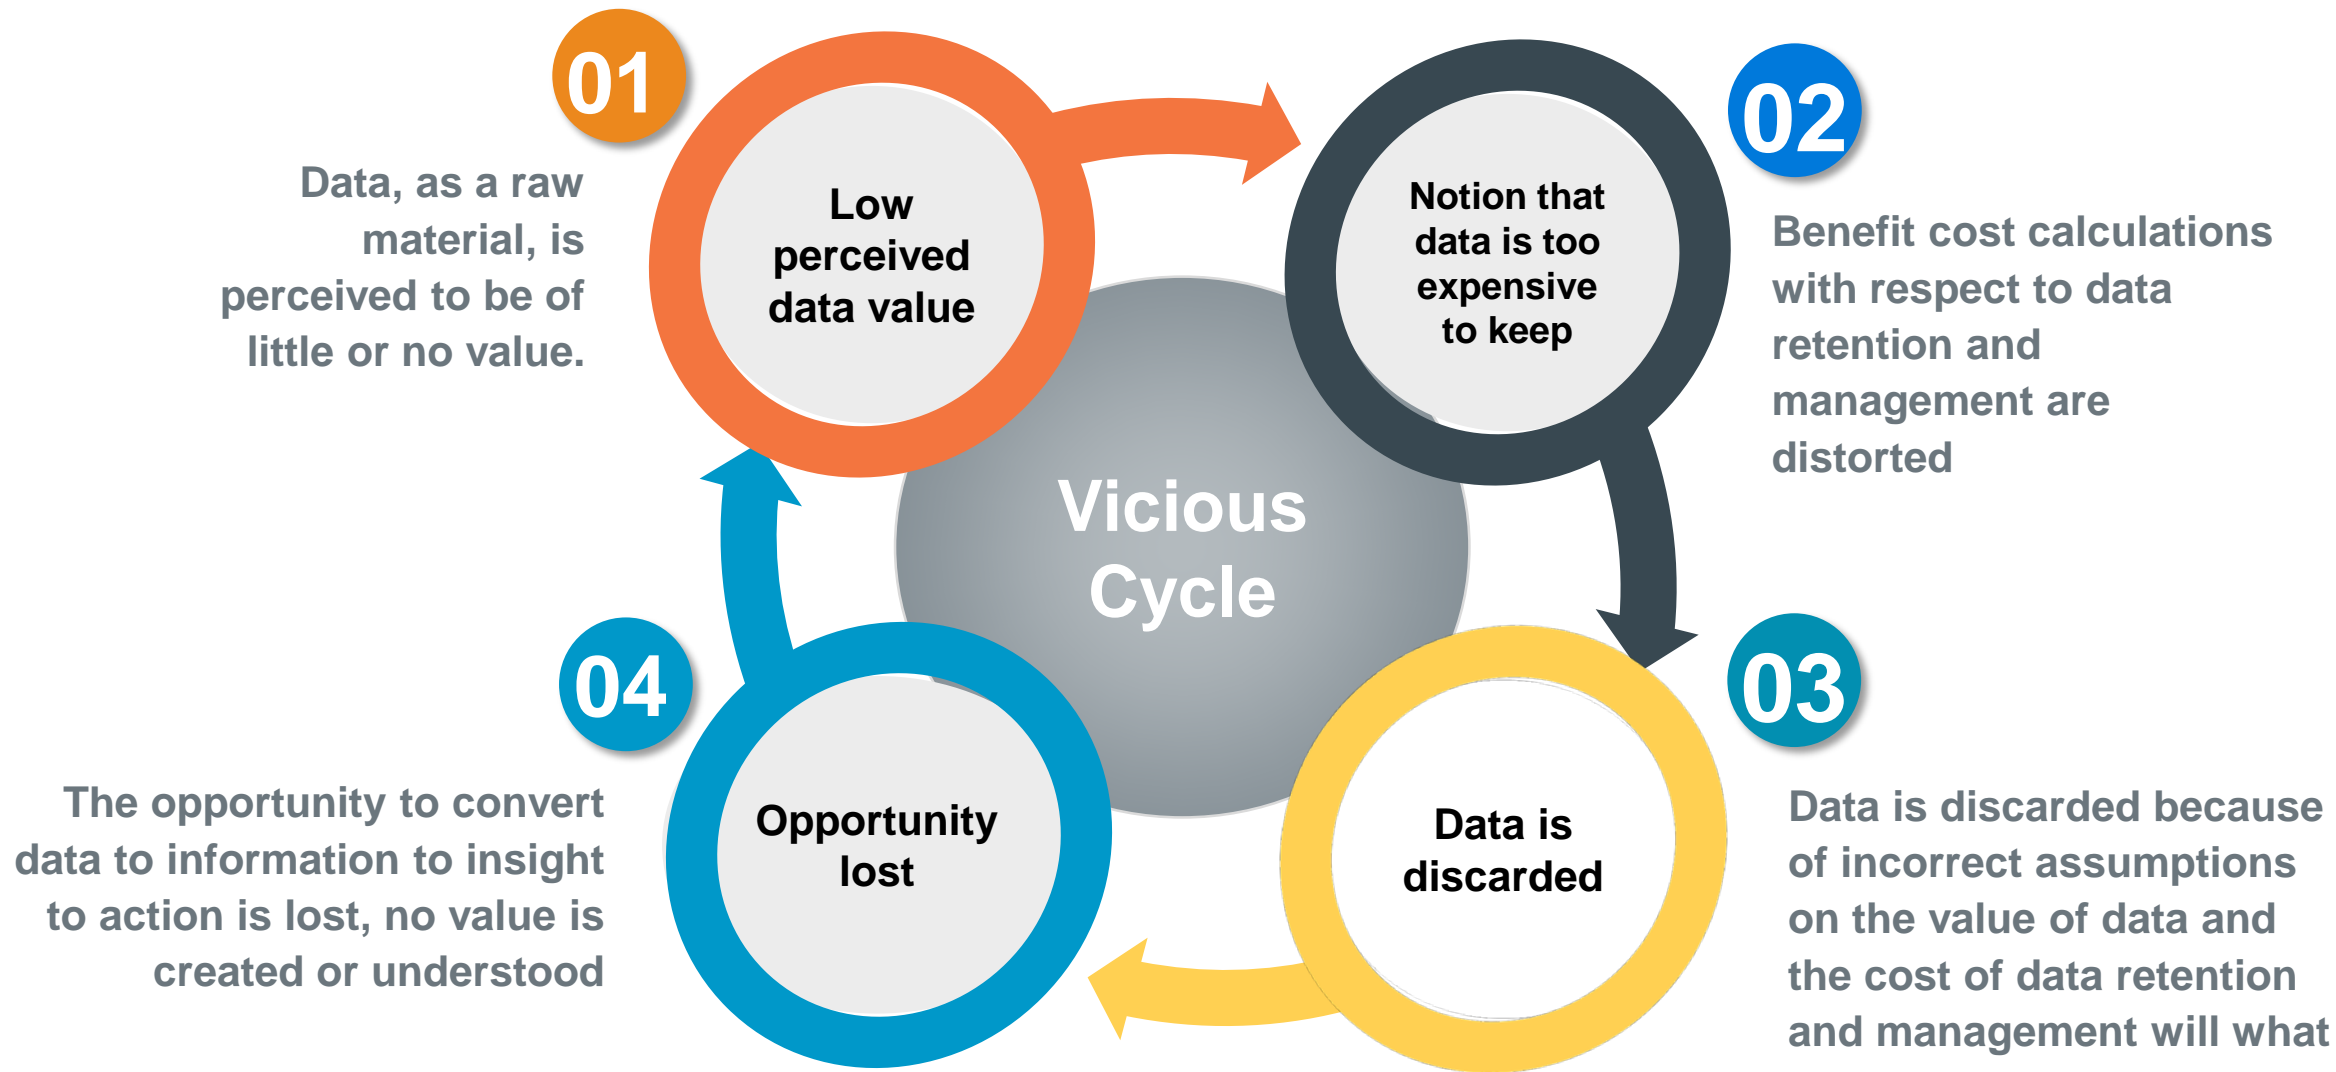 01
Data, as a raw
material, is
perceived to be of
little or no value.
Low
perceived
data value
Notion that
data is too
expensive
to keep
02
Benefit cost calculations
with respect to data
retention and
management are
distorted
Vicious
Cycle
03
Data is discarded because
of incorrect assumptions
on the value of data and
the cost of data retention
and management will what
Data is
discarded
04
The opportunity to convert
data to information to insight
to action is lost, no value is
created or understood
Opportunity
lost